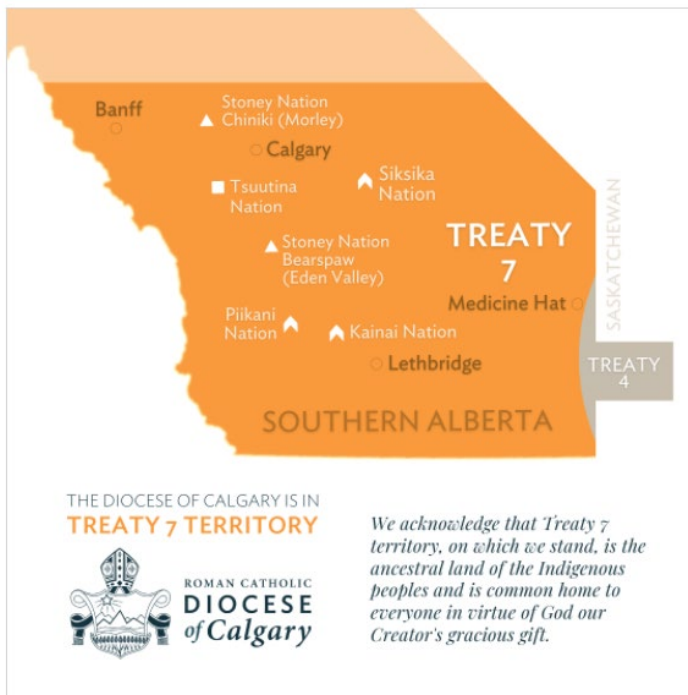 Banff
Stoney Nation
Chiniki (Morley)
Calgary
Tsuutina
Nation
Siksika
Nation
Stoney Nation
Bearspaw
(Eden Valley)
TREATY
7
SASKATCHEWAN
Medicine Hat
Piikani
Nation
Kainai Nation
Lethbridge
TREATY
4
SOUTHERN ALBERTA
THE DIOCESE OF CALGARY IS IN
TREATY 7 TERRITORY
ROMAN CATHOLIC
DIOCESE
of Calgary
We acknowledge that Treaty 7
territory, on which we stand, is the
ancestral land of the Indigenous
peoples and is common home to
everyone in virtue of God our
Creator's gracious gift.